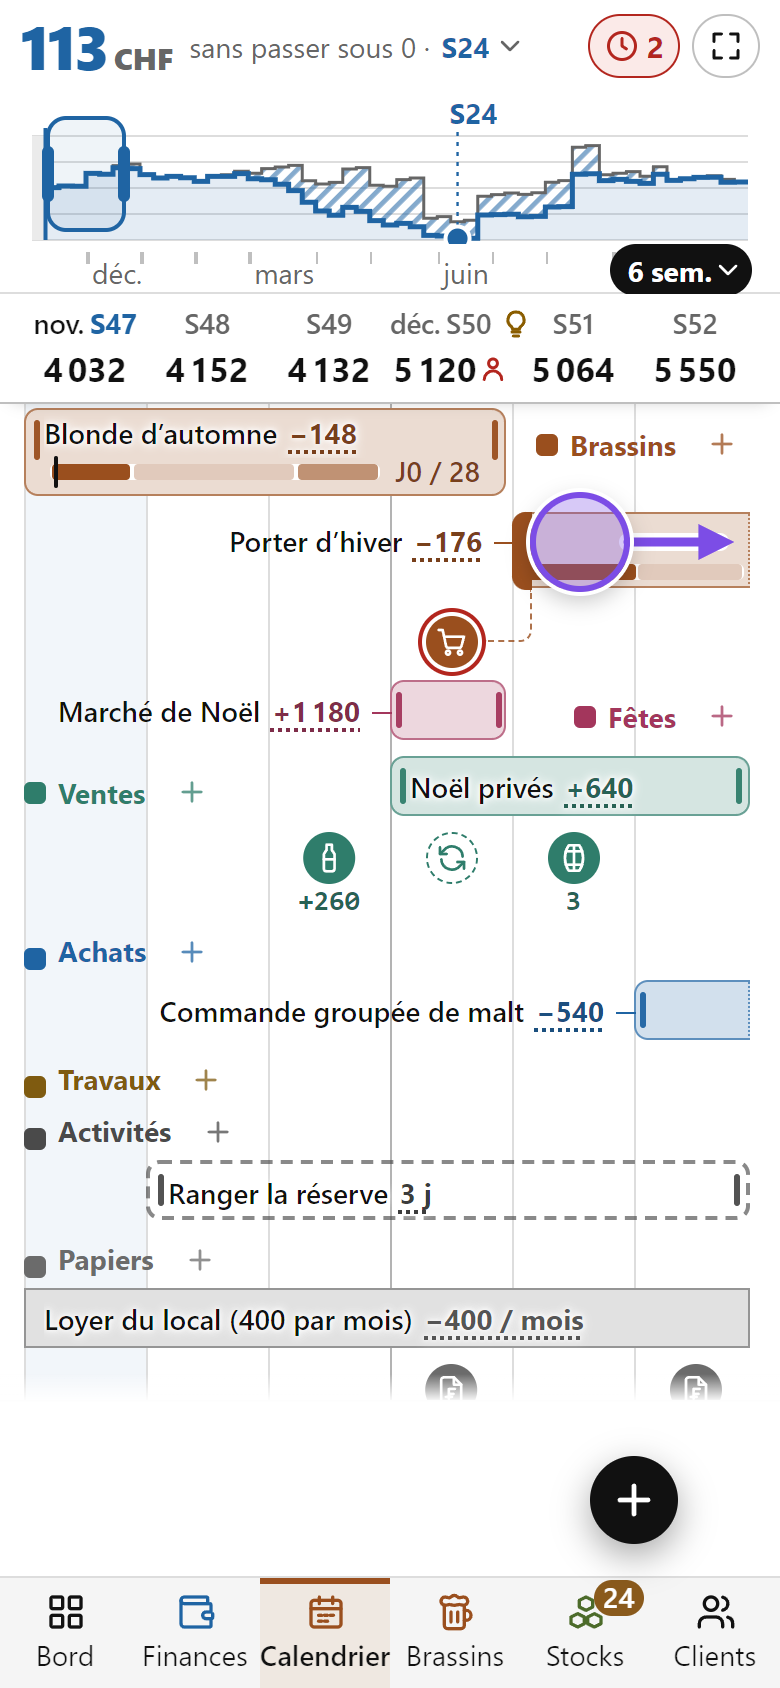 113 CHF sans passer sous 0 · S24
2
S24
déc. mars juin
6 sem.
nov. S47 S48 S49 déc. S50 S51 S52
4 032 4 152 4 132 5 120 5 064 5 550
Blonde d’automne −148
J0 / 28
Brassins +
Porter d’hiver −176
Marché de Noël +1 180
Fêtes +
Noël privés +640
Ventes +
+260 3
Achats +
Commande groupée de malt −540
Travaux +
Activités +
Ranger la réserve 3 j
Papiers +
Loyer du local (400 par mois) −400 / mois
+
24
Bord Finances Calendrier Brassins Stocks Clients